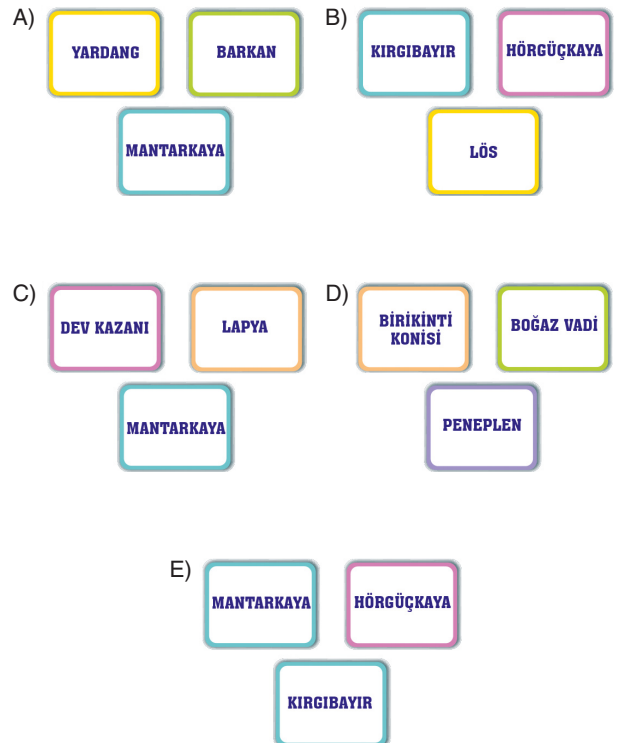 A)
YARDANG
BARKAN
MANTARKAYA
B)
KIRGIBAYIR
HÖRGÜÇKAYA
LÖS
C)
DEV KAZANI
LAPYA
MANTARKAYA
D)
BİRİKİNTİ
KONİSİ
BOĞAZ VADİ
PENEPLEN
E)
MANTARKAYA
HÖRGÜÇKAYA
KIRGIBAYIR